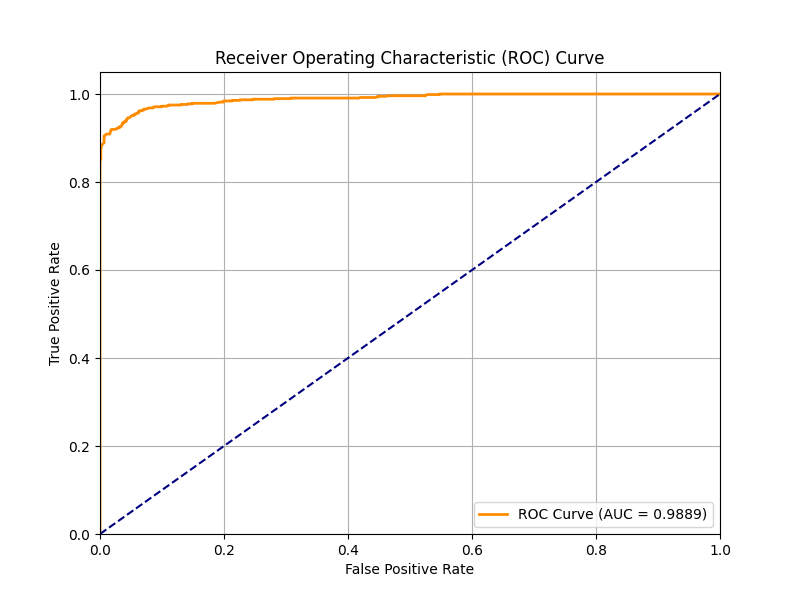 Receiver Operating Characteristic (ROC) Curve
1.0
0.8
0.6
0.4
0.2
0.0
True Positive Rate
ROC Curve (AUC = 0.9889)
0.0 0.2 0.4 0.6 0.8 1.0
False Positive Rate